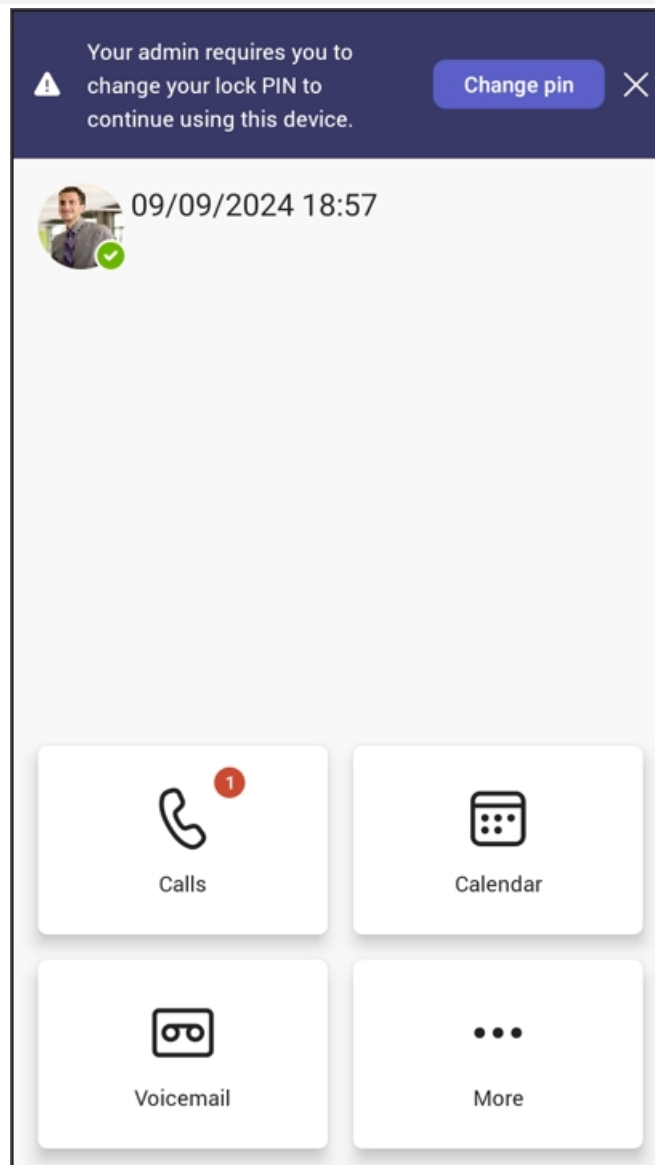 Your admin requires you to
change your lock PIN to
continue using this device.
Change pin
09/09/2024 18:57
1
Calls
Calendar
Voicemail
More